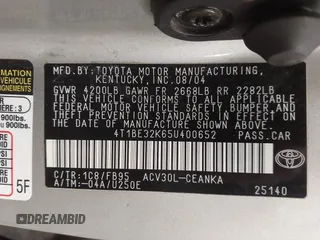 MFD. BY: TOYOTA MOTOR MANUFACTURING,
KENTUCKY, INC. 08/04
GVWR 4200LB GAWR FR 2668LB RR 2282LB
THIS VEHICLE CONFORMS TO ALL APPLICABLE
FEDERAL MOTOR VEHICLE SAFETY, BUMPER, AND
THEFT PREVENTION STANDARDS IN EFFECT ON
THE DATE OF MANUFACTURE SHOWN ABOVE.
4T1BE32K65U400652 PASS.CAR
C/TR: 1C8/FB95 ACV30L-CEANKA
A/TM: -04A/U250E
25140
TOYOTA
: 3
900lbs.
900lbs.
5F
DREAMBID